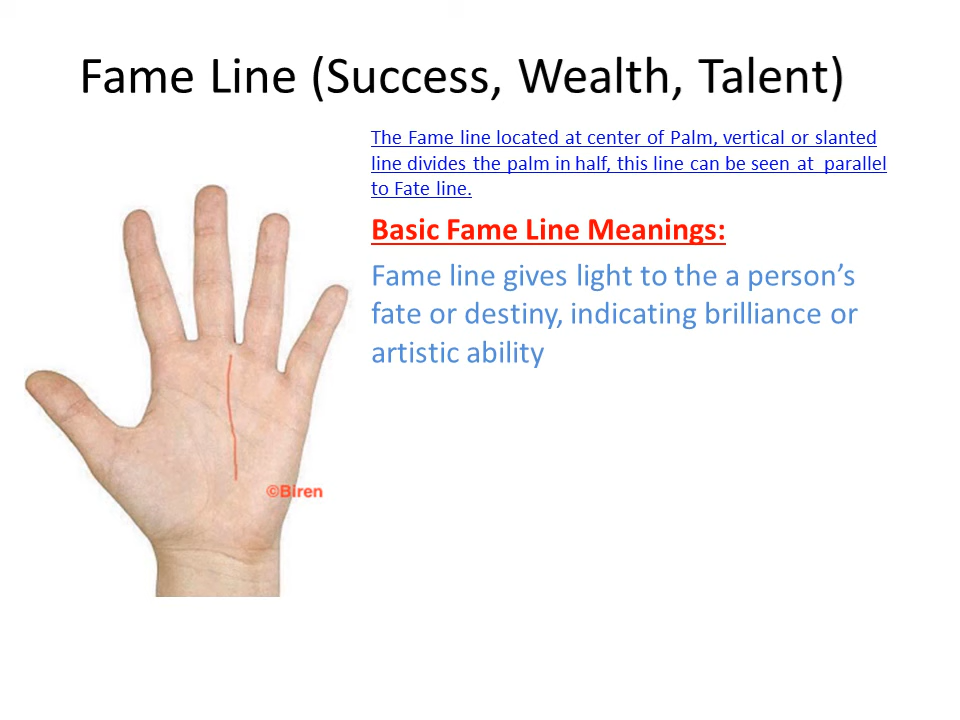 Fame Line (Success, Wealth, Talent)
The Fame line located at center of Palm, vertical or slanted
line divides the palm in half, this line can be seen at  parallel
to Fate line.
Basic Fame Line Meanings:
Fame line gives light to the a person’s
fate or destiny, indicating brilliance or
artistic ability
©Biren